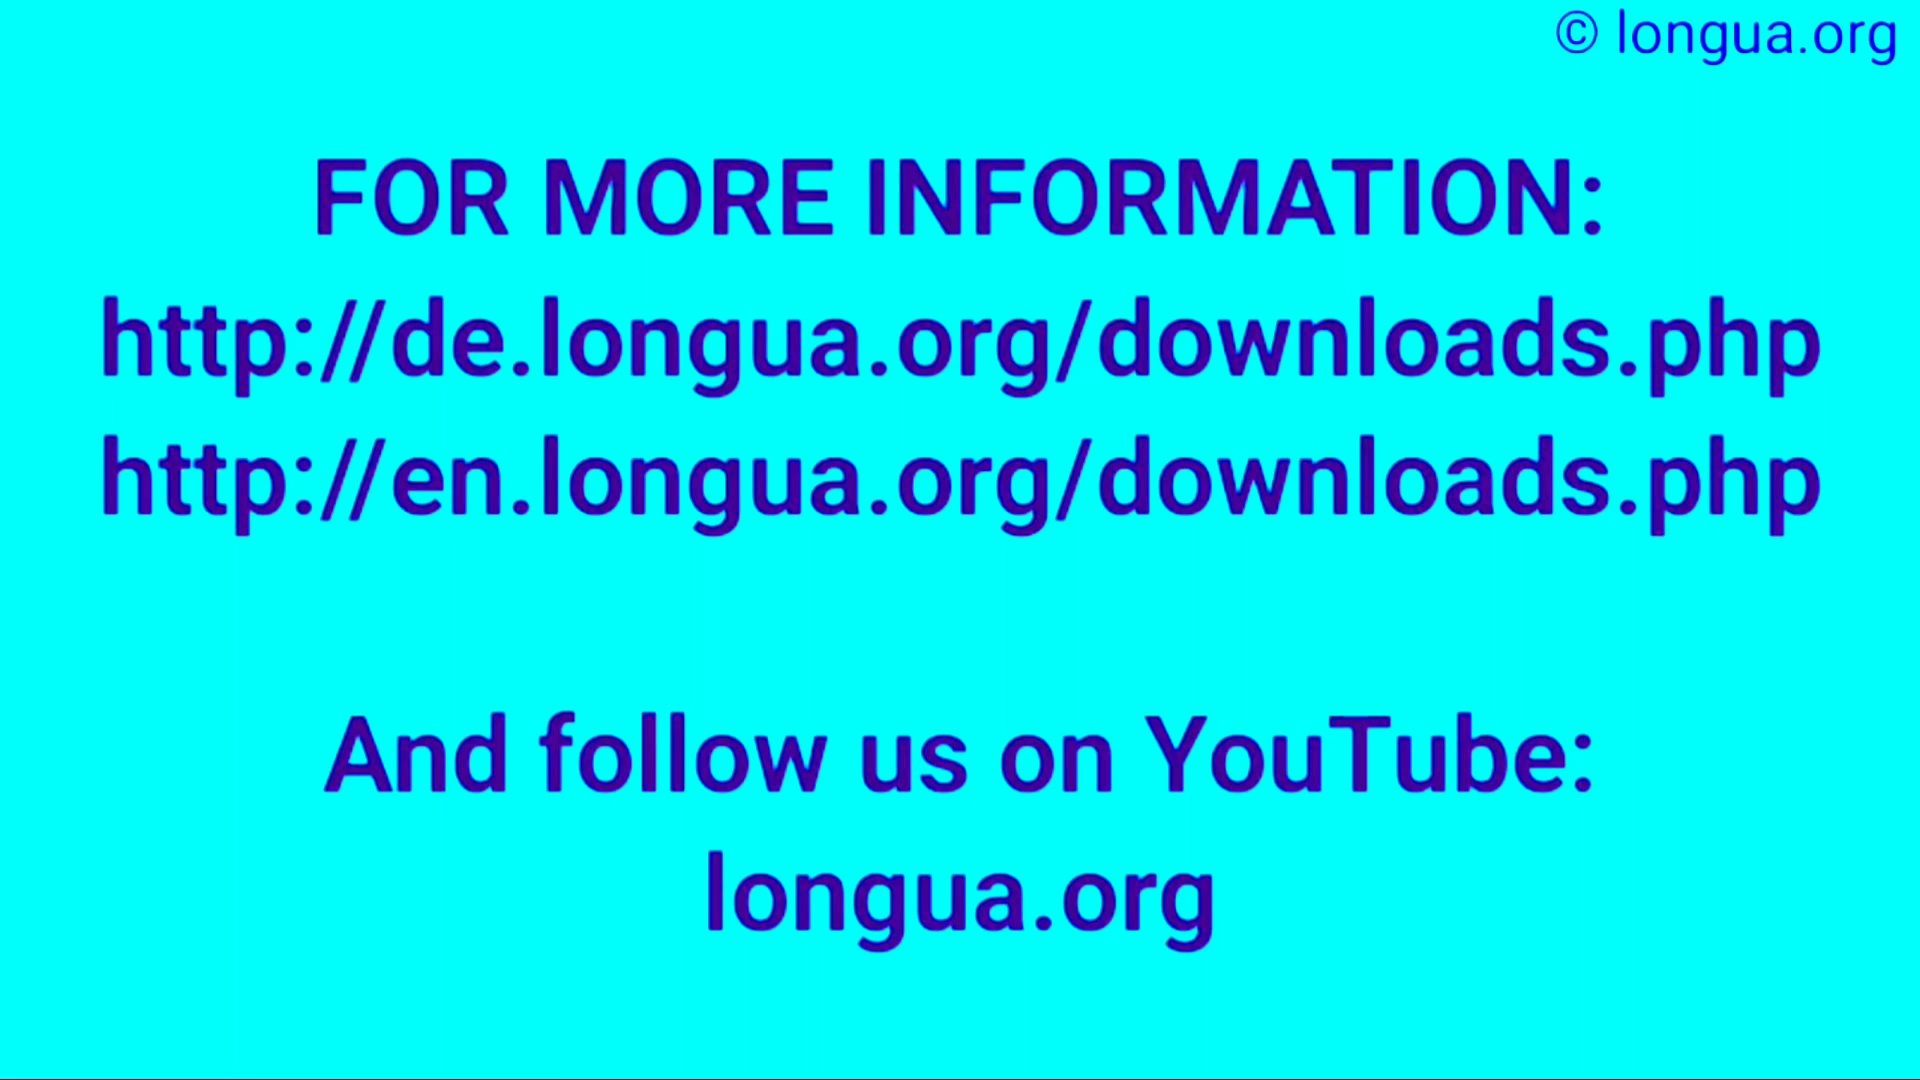 © longua.org
FOR MORE INFORMATION:
http://de.longua.org/downloads.php
http://en.longua.org/downloads.php
And follow us on YouTube:
longua.org